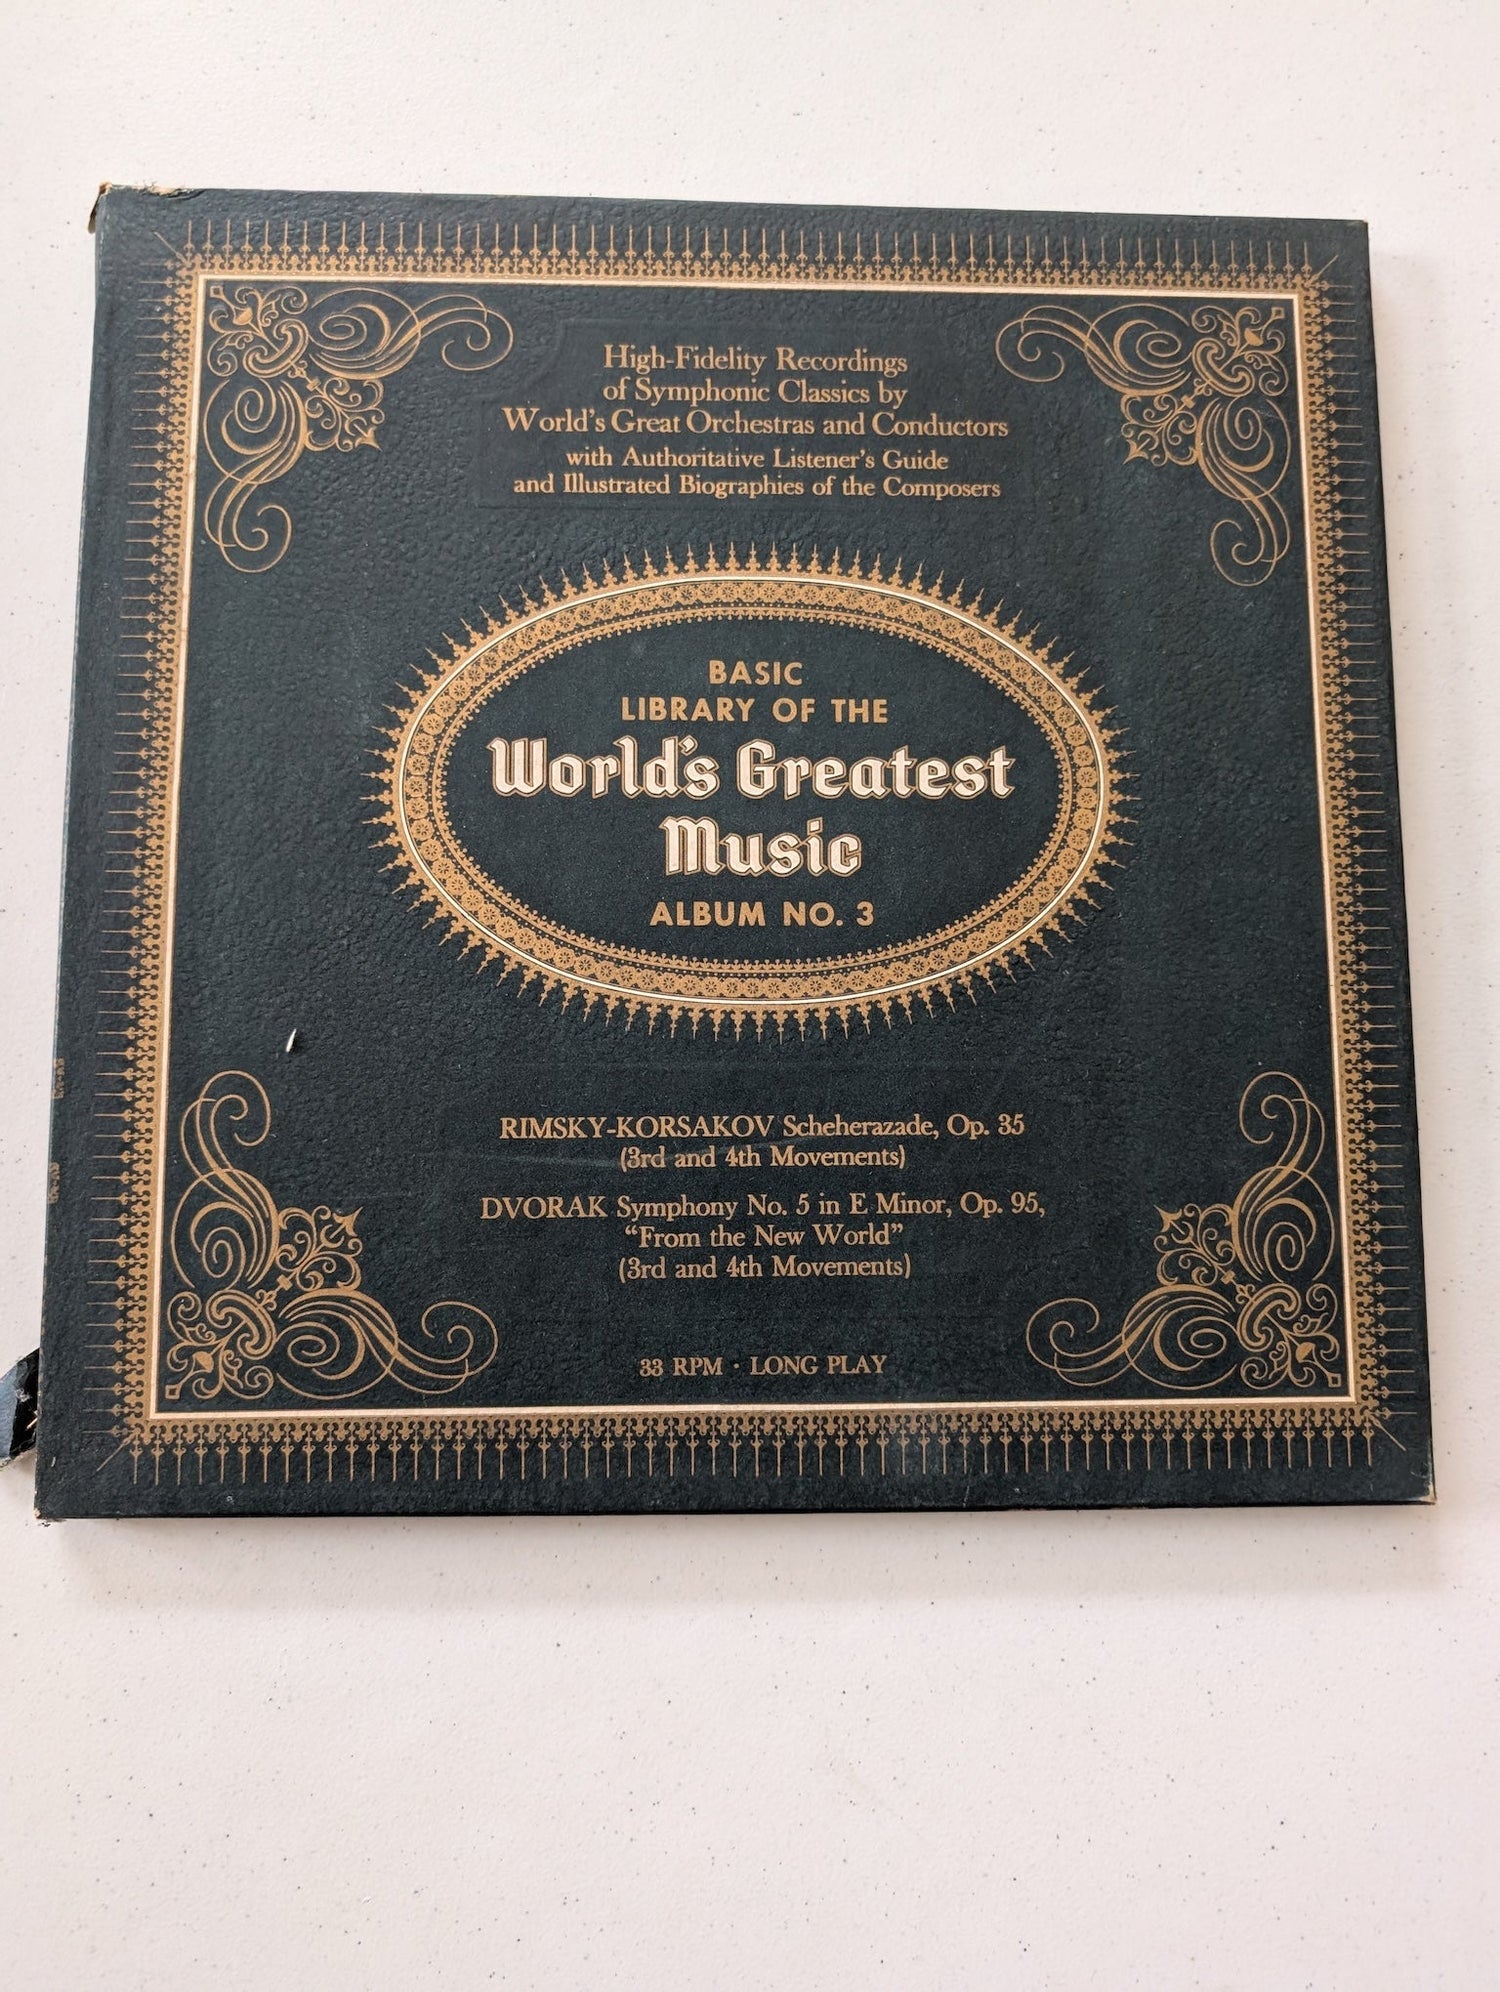 High-Fidelity Recordings
of Symphonic Classics by
World's Great Orchestras and Conductors
with Authoritative Listener's Guide
and Illustrated Biographies of the Composers
BASIC
LIBRARY OF THE
World's Greatest
Music
ALBUM NO. 3
RIMSKY-KORSAKOV Scheherazade, Op. 35
(3rd and 4th Movements)
DVORAK Symphony No. 5 in E Minor, Op. 95,
"From the New World"
(3rd and 4th Movements)
33 RPM · LONG PLAY